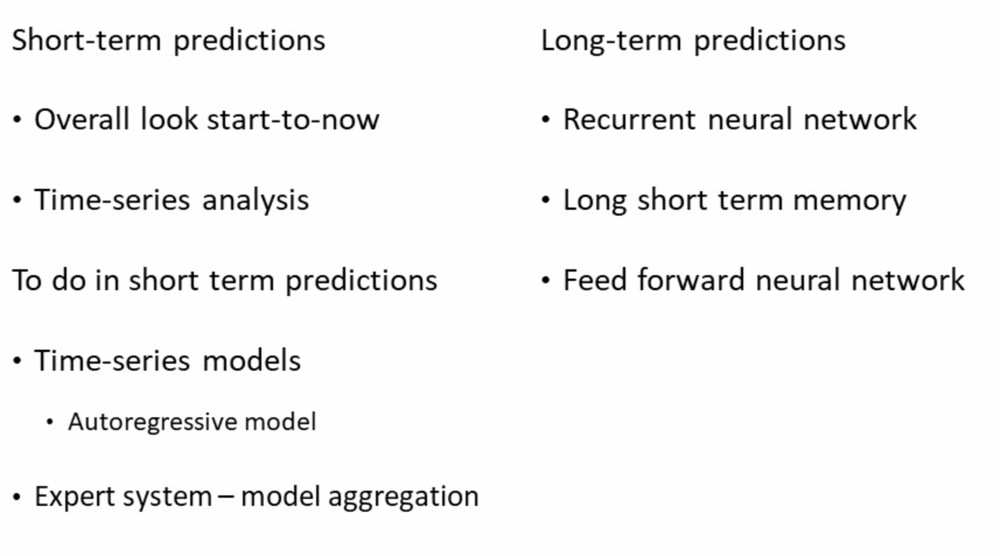 Short-term predictions
• Overall look start-to-now
• Time-series analysis
To do in short term predictions
• Time-series models
• Autoregressive model
• Expert system – model aggregation
Long-term predictions
• Recurrent neural network
• Long short term memory
• Feed forward neural network